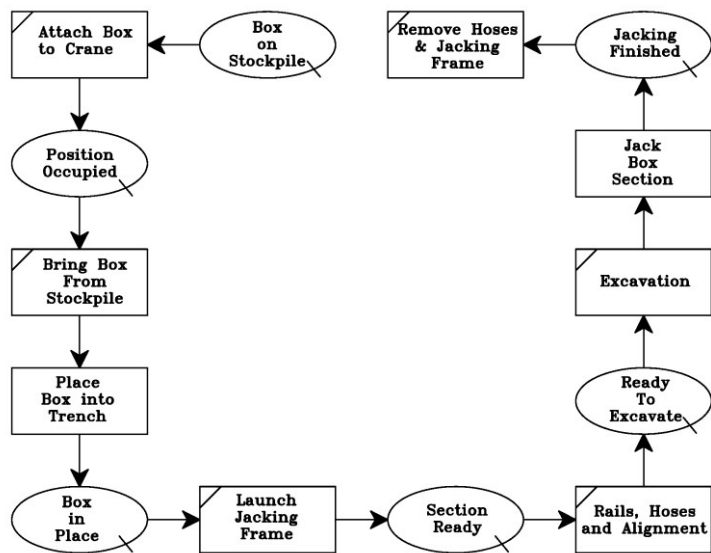 Attach Box
to Crane
Box
on
Stockpile
Remove Hoses
& Jacking
Frame
Jacking
Finished
Position
Occupied
Jack
Box
Section
Bring Box
From
Stockpile
Excavation
Place
Box into
Trench
Ready
To
Excavate
Box
in
Place
Launch
Jacking
Frame
Section
Ready
Rails, Hoses
and Alignment